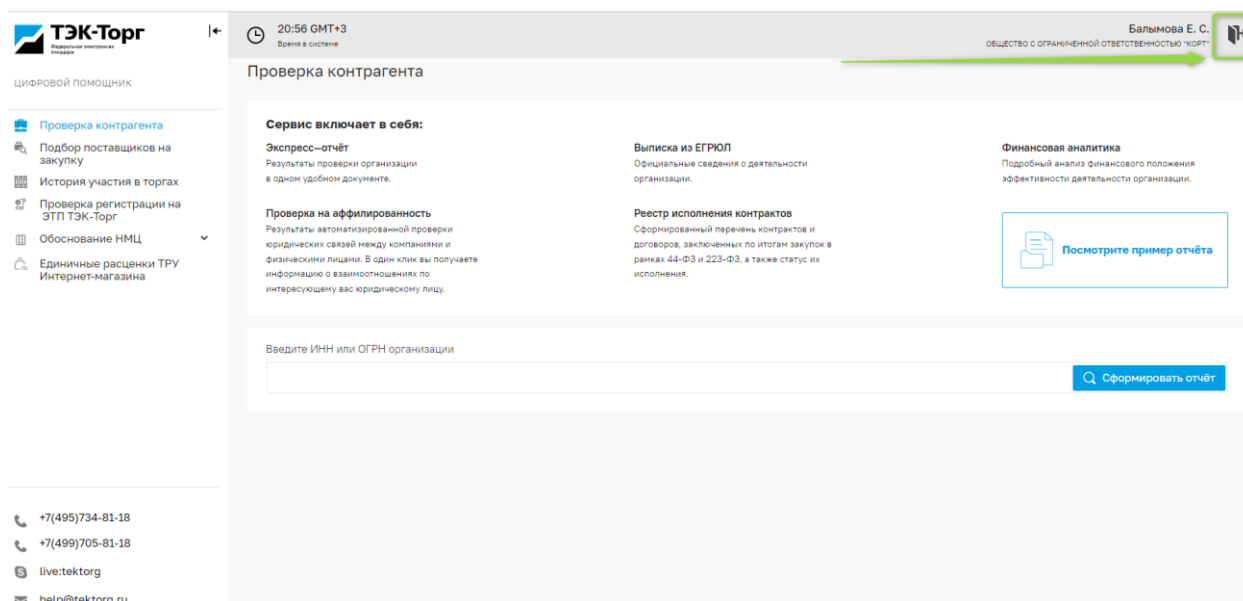 ТЭК-Торг
Федеральная электронная
площадка
ЦИФРОВОЙ ПОМОЩНИК
Проверка контрагента
Подбор поставщиков на
закупку
История участия в торгах
Проверка регистрации на
ЭТП ТЭК-Торг
Обоснование НМЦ
Единичные расценки ТРУ
Интернет-магазина
+7(495)734-81-18
+7(499)705-81-18
live:tektorg
help@tektorg.ru
20:56 GMT+3
Время в системе
Балымова Е. С.
ОБЩЕСТВО С ОГРАНИЧЕННОЙ ОТВЕТСТВЕННОСТЬЮ "КОРТ"
Проверка контрагента
Сервис включает в себя:
Экспресс–отчёт
Результаты проверки организации
в одном удобном документе.
Выписка из ЕГРЮЛ
Официальные сведения о деятельности
организации.
Финансовая аналитика
Подробный анализ финансового положения
эффективности деятельности организации.
Проверка на аффилированность
Результаты автоматизированной проверки
юридических связей между компаниями и
физическими лицами. В один клик вы получаете
информацию о взаимоотношениях по
интересующему вас юридическому лицу.
Реестр исполнения контрактов
Сформированный перечень контрактов и
договоров, заключенных по итогам закупок в
рамках 44-ФЗ и 223-ФЗ, а также статус их
исполнения.
Посмотрите пример отчёта
Введите ИНН или ОГРН организации
Сформировать отчёт